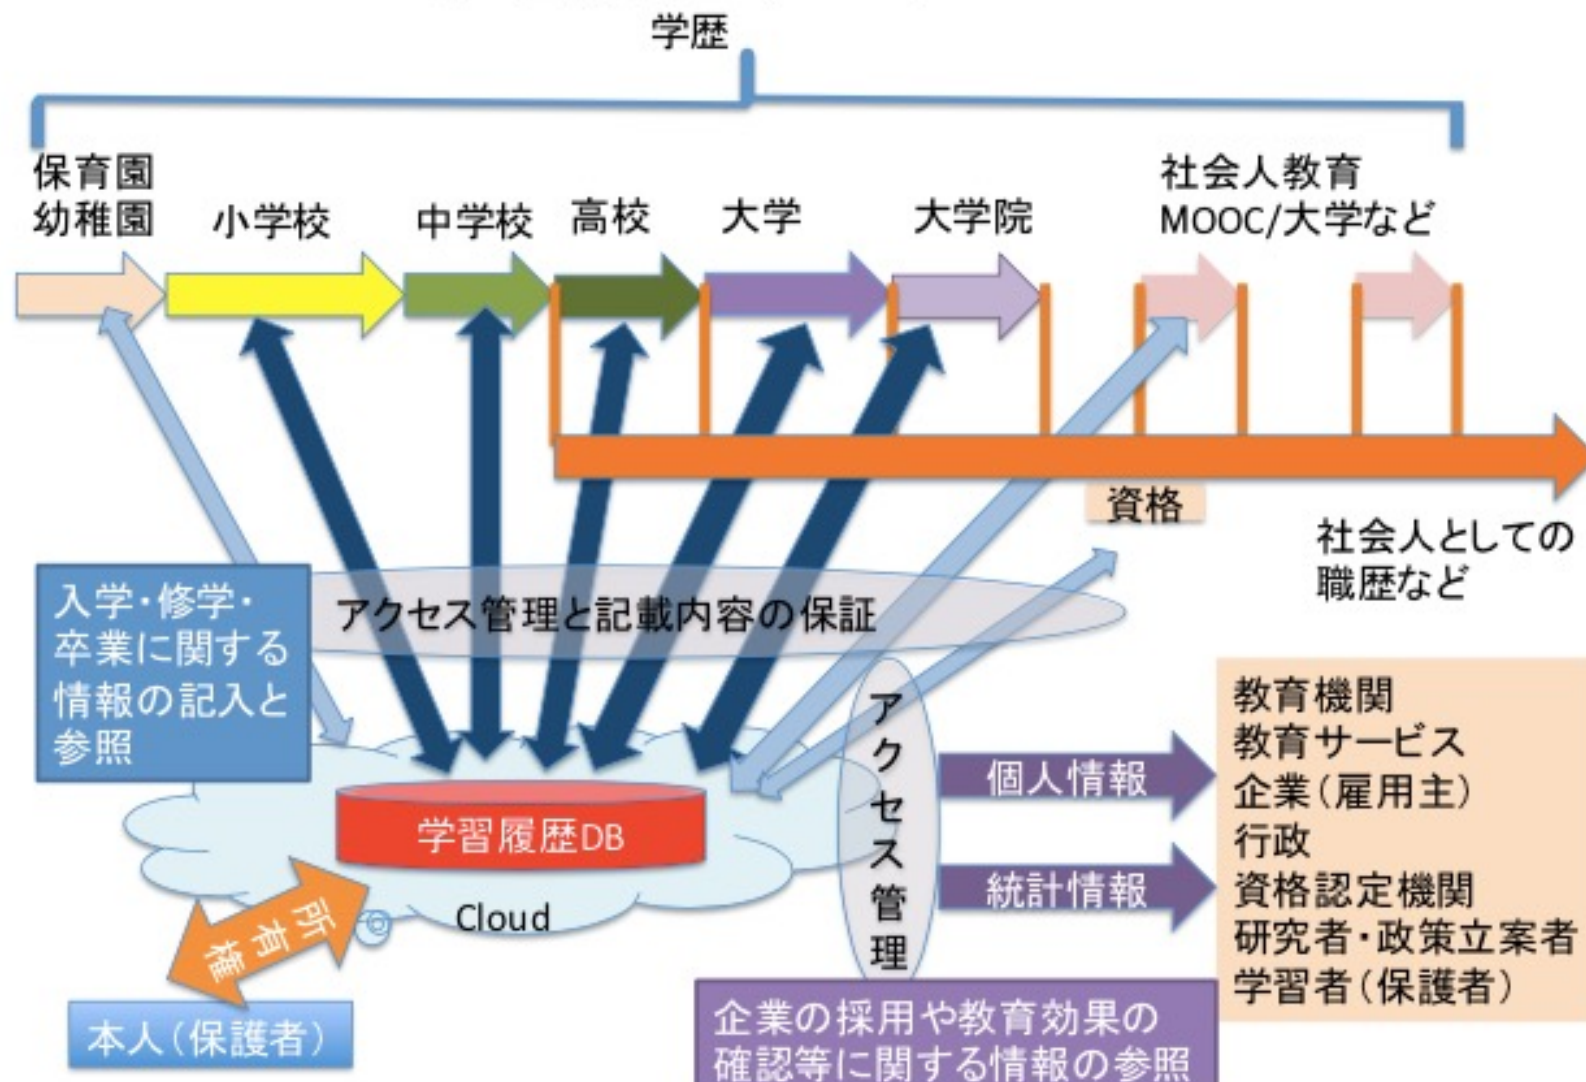 学歴
保育園
幼稚園
小学校
中学校
高校
大学
大学院
社会人教育
MOOC/大学など
資格
社会人としての
職歴など
入学・修学・
卒業に関する
情報の記入と
参照
アクセス管理と記載内容の保証
アクセス管理
個人情報
統計情報
教育機関
教育サービス
企業（雇用主）
行政
資格認定機関
研究者・政策立案者
学習者（保護者）
学習履歴DB
Cloud
所有権
本人（保護者）
企業の採用や教育効果の
確認等に関する情報の参照